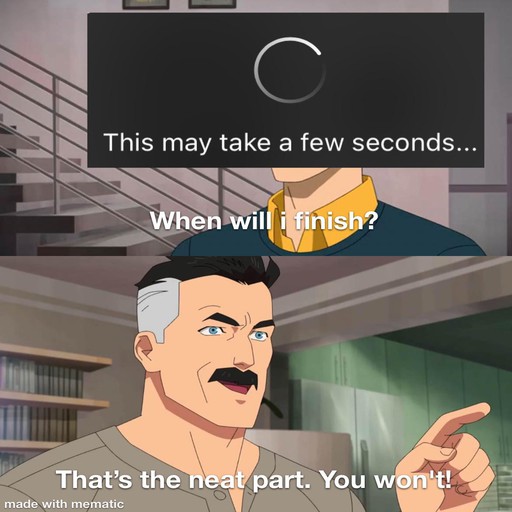 This may take a few seconds...
When will i finish?
That’s the neat part. You won't!
made with mematic